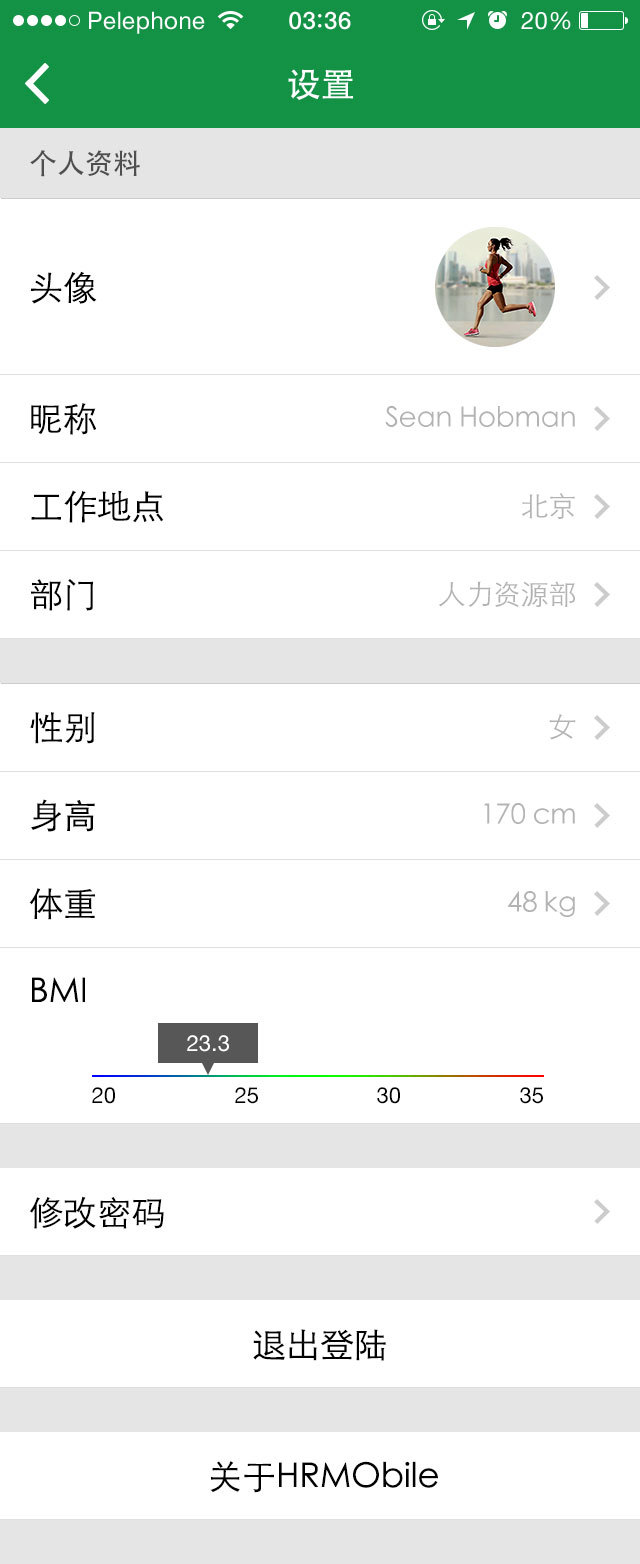 Pelephone 03:36 20%
设置
个人资料
头像
昵称 Sean Hobman
工作地点 北京
部门 人力资源部
性别 女
身高 170 cm
体重 48 kg
BMI
23.3
20 25 30 35
修改密码
退出登陆
关于HRMObile